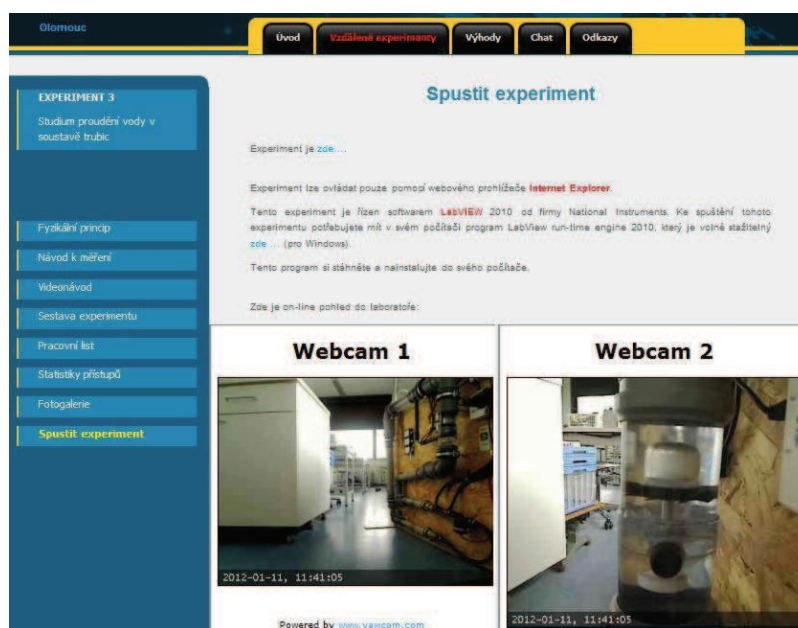 Olomouc
Úvod
Vzdálené experimenty
Výhody
Chat
Odkazy
EXPERIMENT 3
Studium proudění vody v
soustavě trubic
Fyzikální princip
Návod k měření
Videonávod
Sestava experimentu
Pracovní list
Statistiky přístupů
Fotogalerie
Spustit experiment
Spustit experiment
Experiment je zde....
Experiment lze ovládat pouze pomocí webového prohlížeče Internet Explorer.
Tento experiment je řízen softwarem LabVIEW 2010 od firmy National Instruments. Ke spuštění tohoto
experimentu potřebujete mít v svém počítači program LabView run-time engine 2010, který je volně stažitelný
zde ... (pro Windows).
Tento program si stáhněte a nainstalujte do svého počítače.
Zde je on-line pohled do laboratoře:
Webcam 1
2012-01-11, 11:41:05
Powered by www.yawcam.com
Webcam 2
2012-01-11, 11:41:05